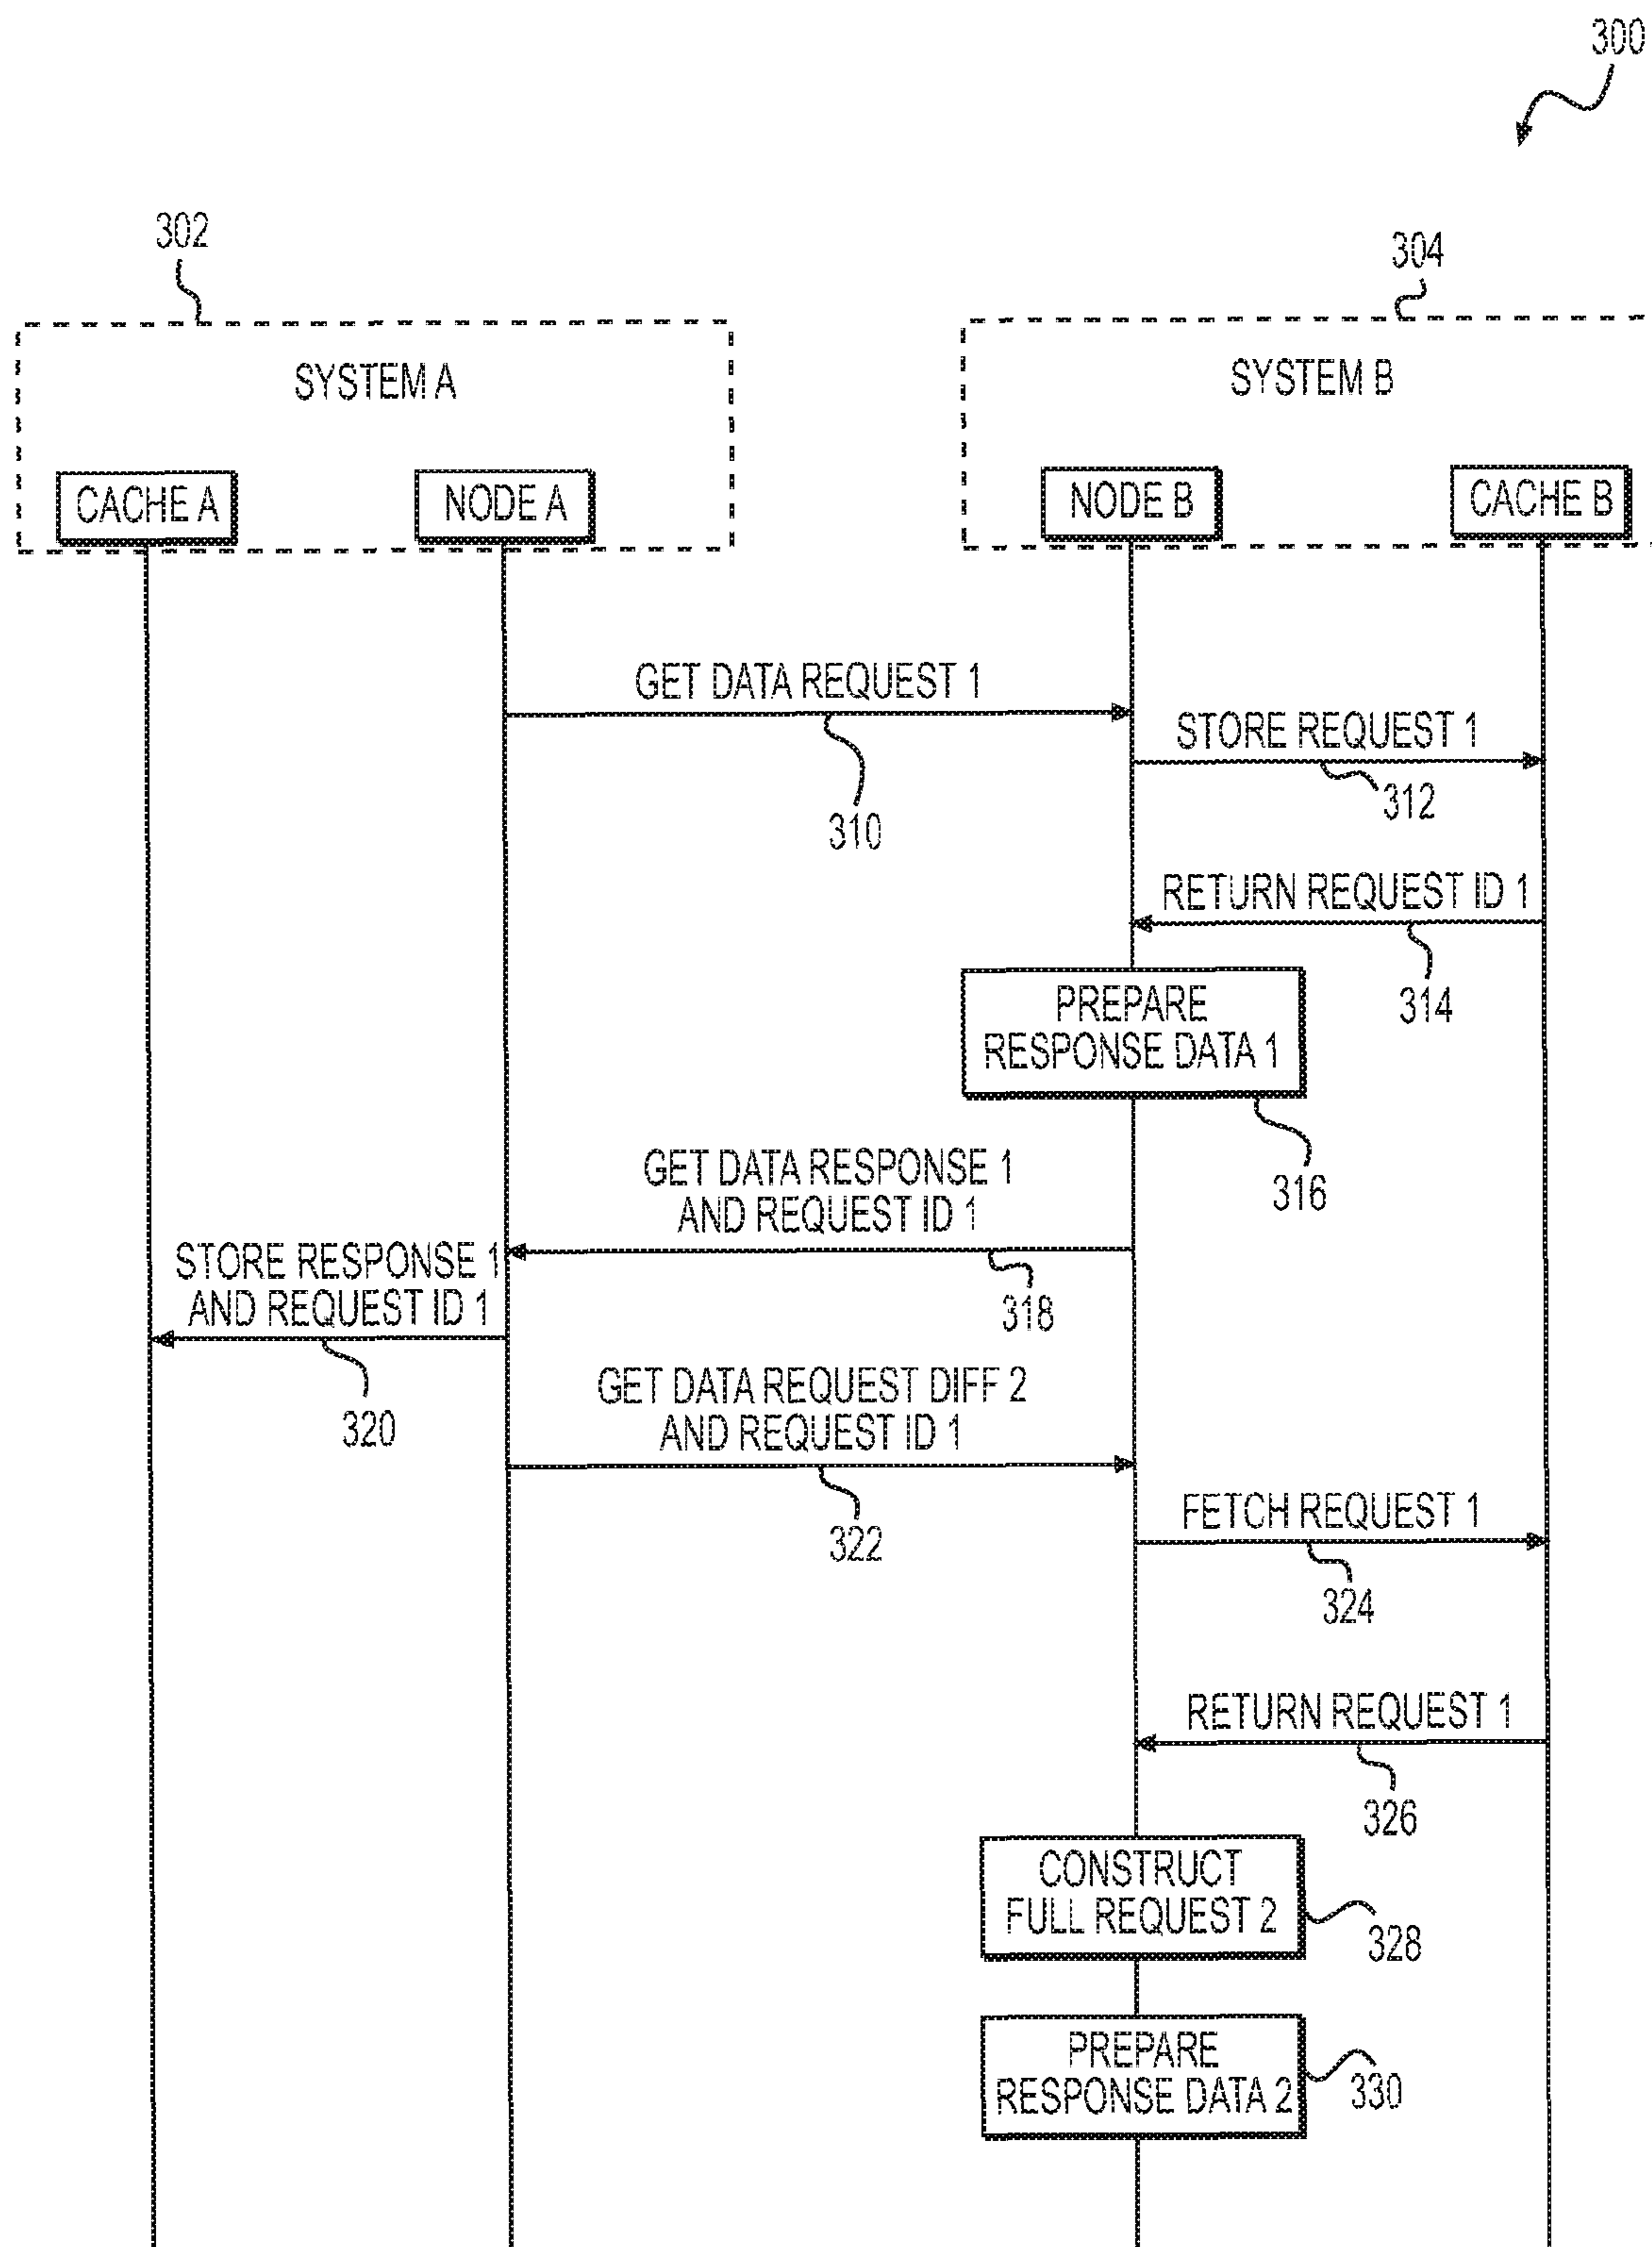 300
302
304
SYSTEM A
SYSTEM B
CACHE A
NODE A
NODE B
CACHE B
GET DATA REQUEST 1
310
STORE REQUEST 1
312
RETURN REQUEST ID 1
314
PREPARE
RESPONSE DATA 1
316
GET DATA RESPONSE 1
AND REQUEST ID 1
318
STORE RESPONSE 1
AND REQUEST ID 1
320
GET DATA REQUEST DIFF 2
AND REQUEST ID 1
322
FETCH REQUEST 1
324
RETURN REQUEST 1
326
CONSTRUCT
FULL REQUEST 2
328
PREPARE
RESPONSE DATA 2
330